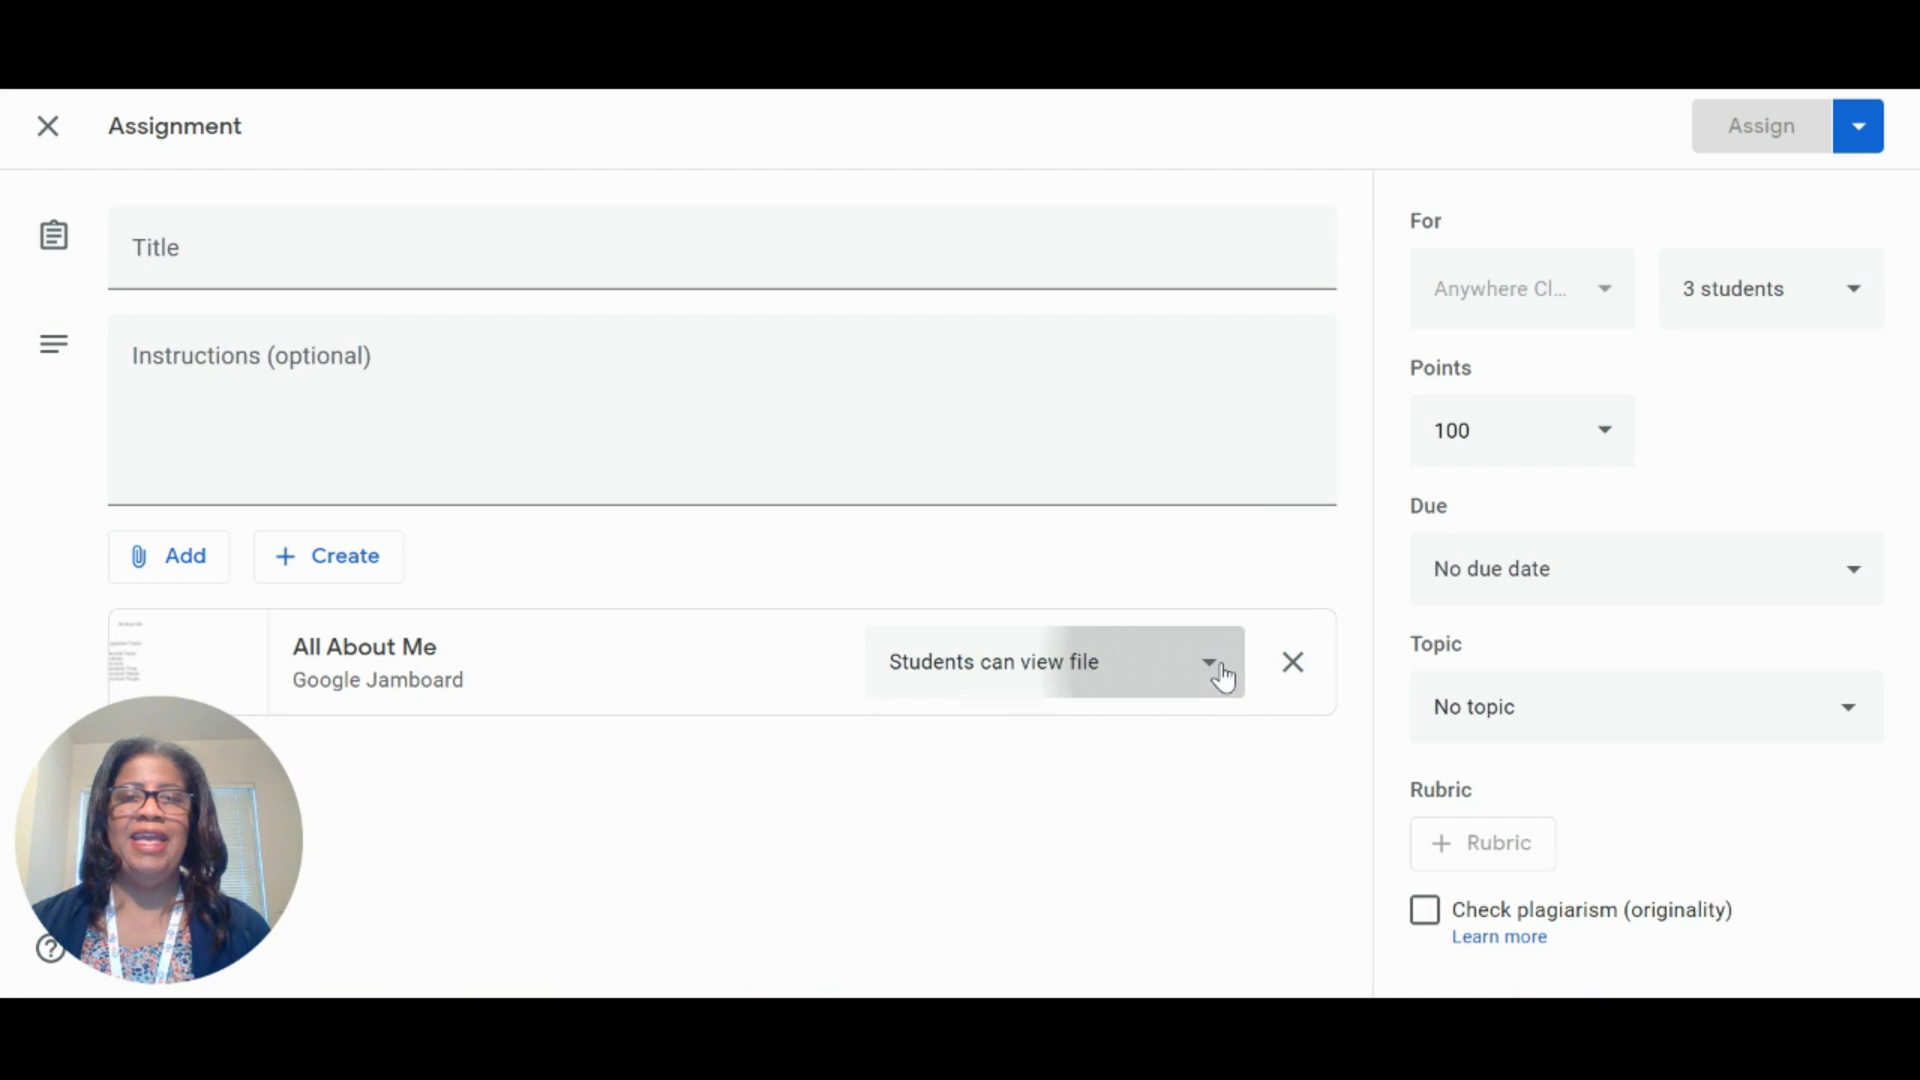 Assignment
Assign
Title
Instructions (optional)
Add
Create
All About Me
Google Jamboard
Students can view file
For
Anywhere Cl...
3 students
Points
100
Due
No due date
Topic
No topic
Rubric
Rubric
Check plagiarism (originality)
Learn more